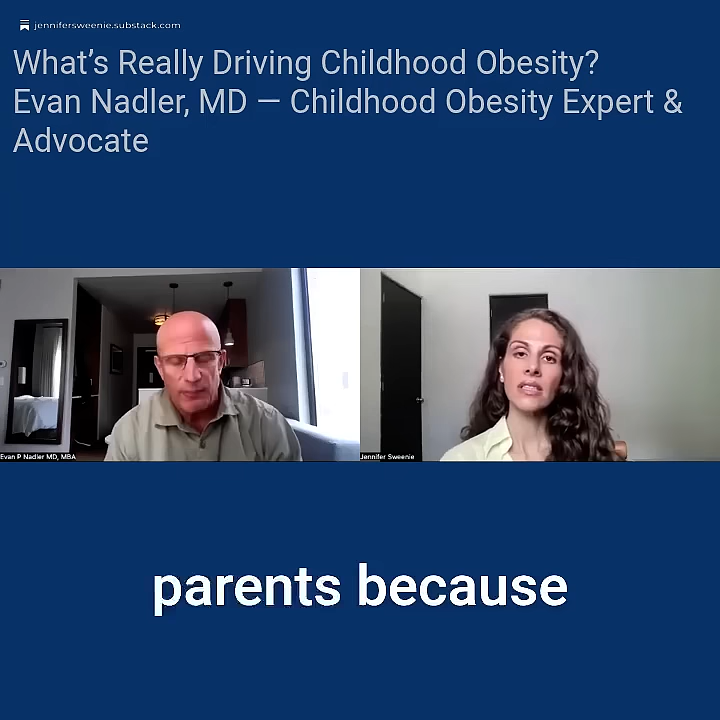 jennifersweenie.substack.com
What’s Really Driving Childhood Obesity?
Evan Nadler, MD — Childhood Obesity Expert &
Advocate
Evan P Nadler MD, MBA
Jennifer Sweenie
parents because